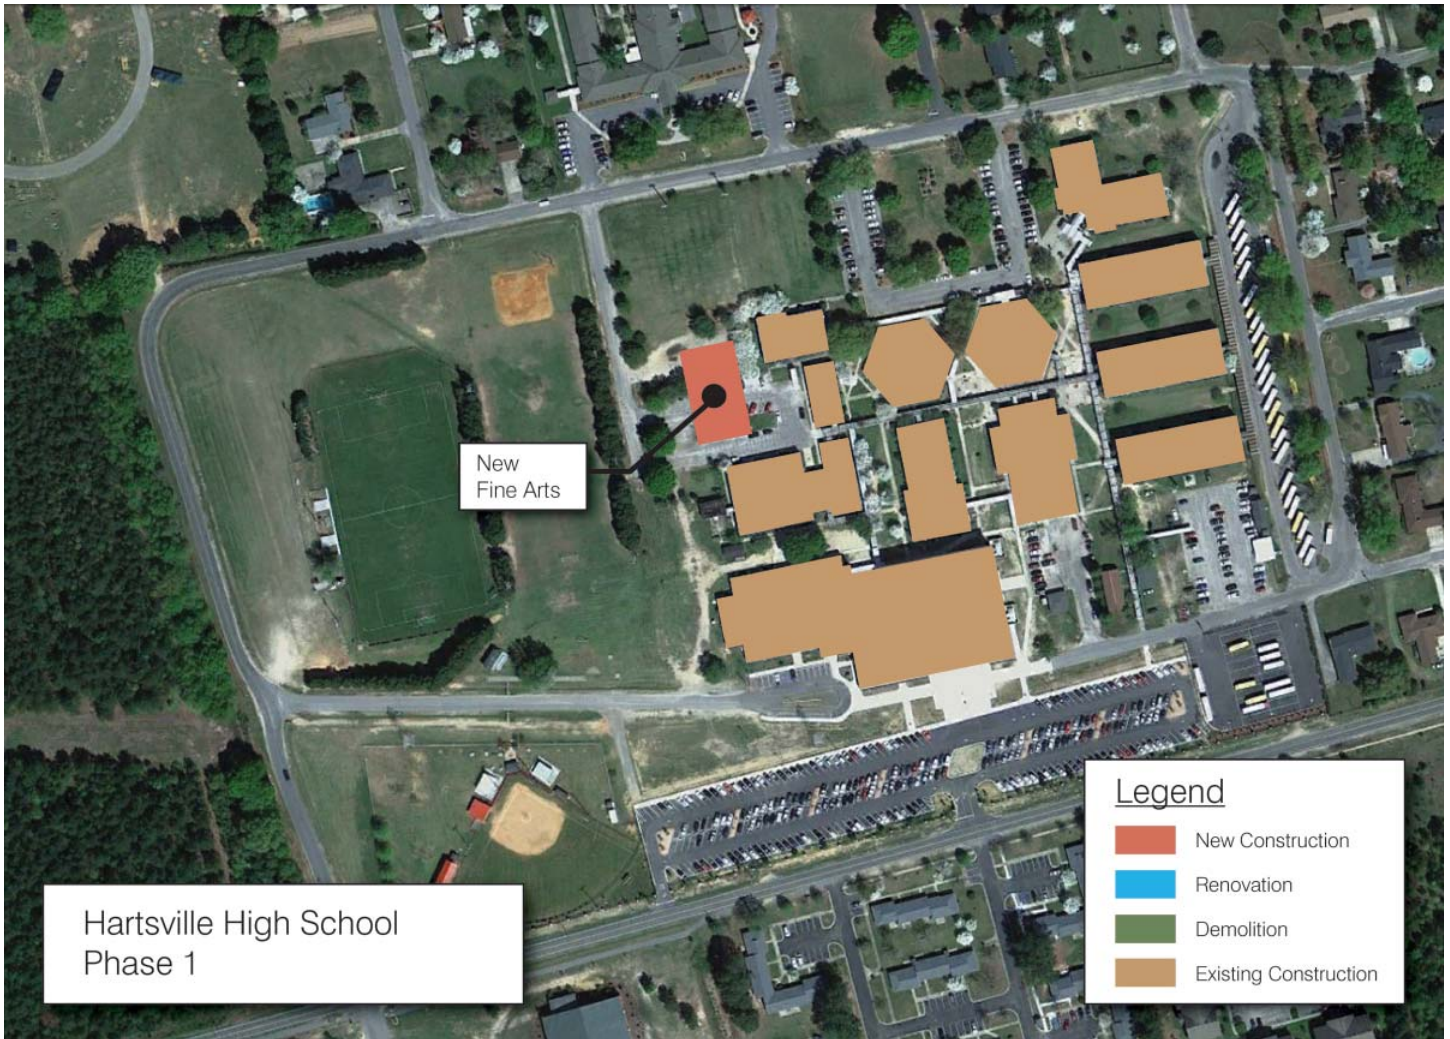 New
Fine Arts
Legend
New Construction
Renovation
Demolition
Existing Construction
Hartsville High School
Phase 1